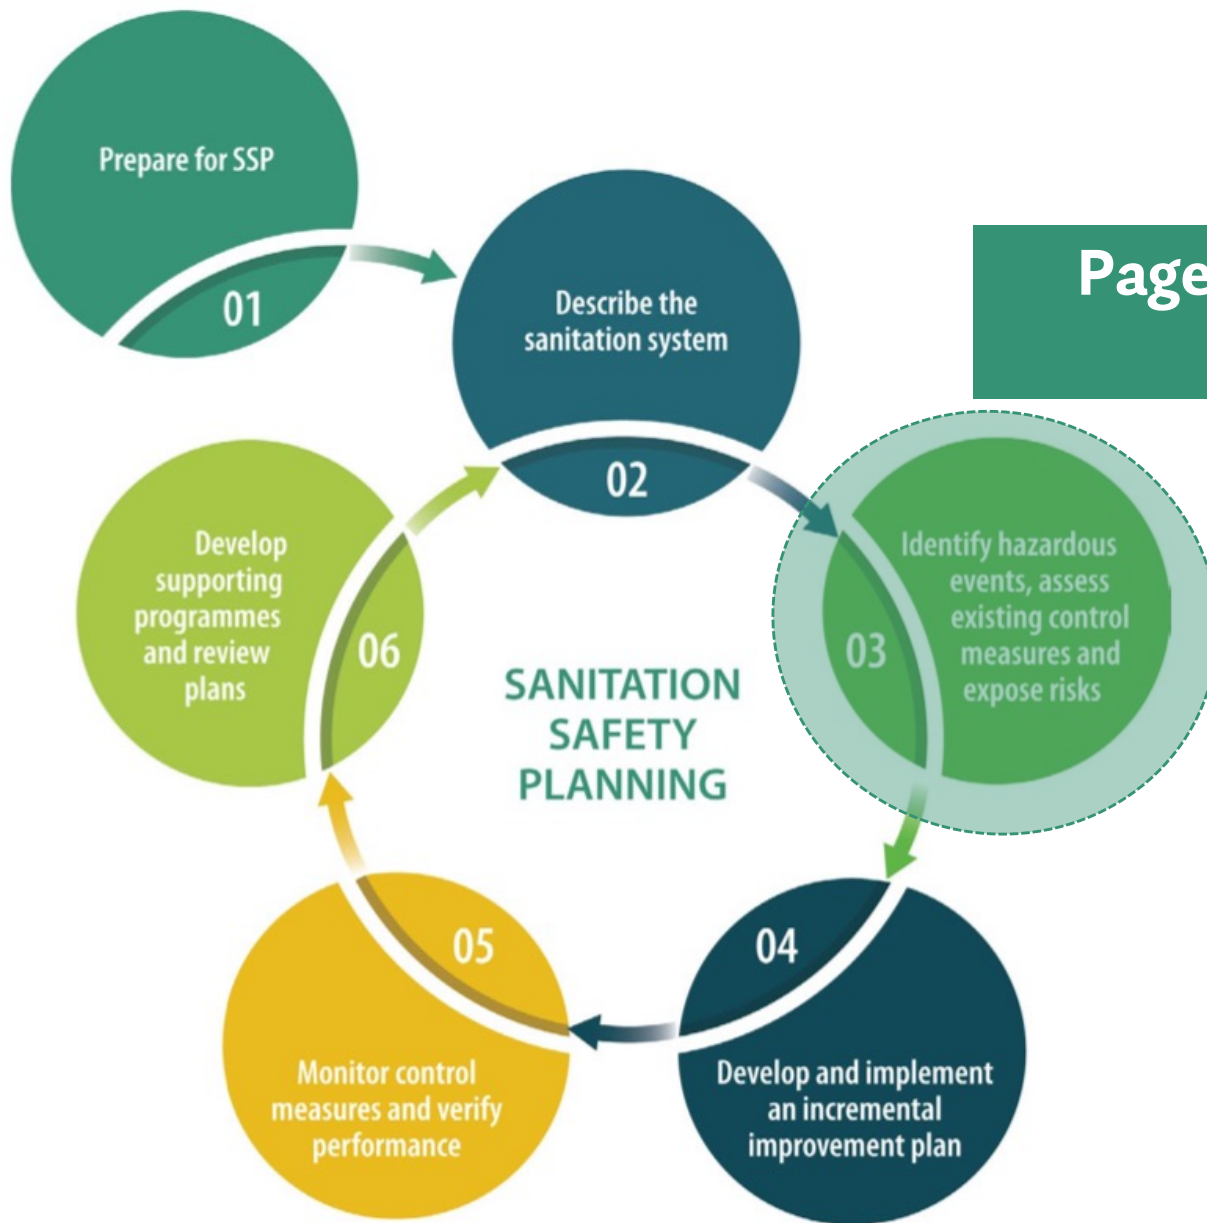 Prepare for SSP
01
Describe the
sanitation system
02
Page
Identify hazardous
events, assess
existing control
measures and
expose risks
03
Develop and implement
an incremental
improvement plan
04
Monitor control
measures and verify
performance
05
Develop
supporting
programmes
and review
plans
06
SANITATION
SAFETY
PLANNING